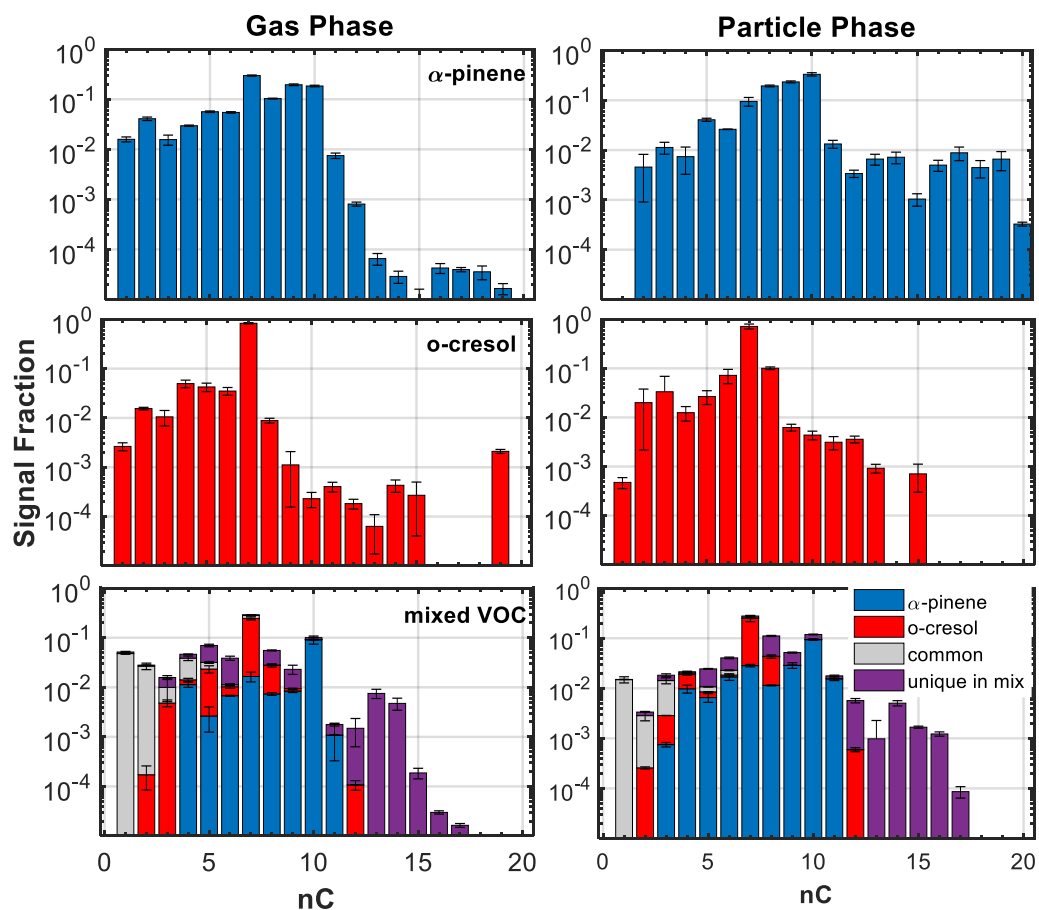 Gas Phase
Particle Phase
10^0
10^-1
10^-2
10^-3
10^-4
α-pinene
10^0
10^-1
10^-2
10^-3
10^-4
Signal Fraction
10^0
10^-1
10^-2
10^-3
10^-4
o-cresol
10^0
10^-1
10^-2
10^-3
10^-4
10^0
10^-1
10^-2
10^-3
10^-4
mixed VOC
10^0
10^-1
10^-2
10^-3
10^-4
α-pinene
o-cresol
common
unique in mix
0 5 10 15 20
0 5 10 15 20
nC
nC